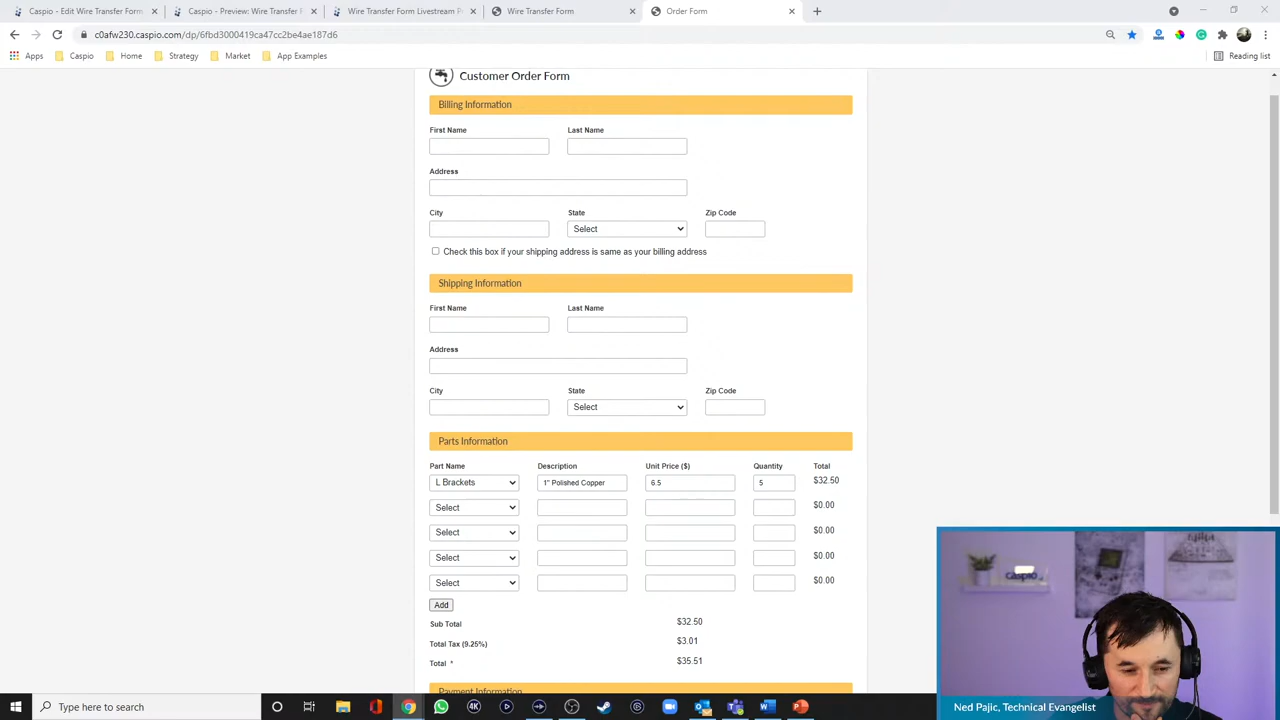 Caspio - Edit Wire Transfer Form
Caspio - Preview: Wire Transfer F
Wire Transfer Form Livestream P
Wire Transfer Form
Order Form
c0afw230.caspio.com/dp/6fbd3000419ca47cc2be4ae187d6
Apps
Caspio
Home
Strategy
Market
App Examples
Reading list
Customer Order Form
Billing Information
First Name
Last Name
Address
City
State
Zip Code
Select
Check this box if your shipping address is same as your billing address
Shipping Information
First Name
Last Name
Address
City
State
Zip Code
Select
Parts Information
Part Name
Description
Unit Price ($)
Quantity
Total
L Brackets
1" Polished Copper
6.5
5
$32.50
Select
$0.00
Select
$0.00
Select
$0.00
Select
$0.00
Add
Sub Total
$32.50
Total Tax (9.25%)
$3.01
Total *
$35.51
Payment Information
caspio
Ned Pajic, Technical Evangelist
Type here to search